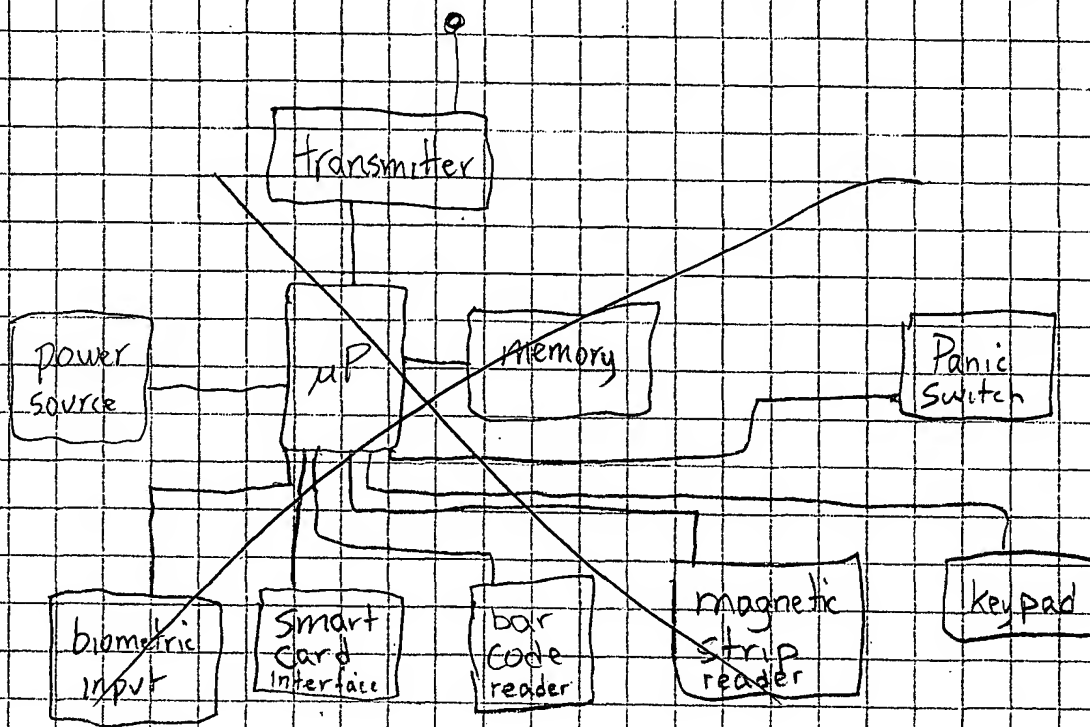 transmitter
power
source
μP
memory
Panic
Switch
biometric
input
Smart
Card
Interface
bar
code
reader
magnetic
strip
reader
keypad